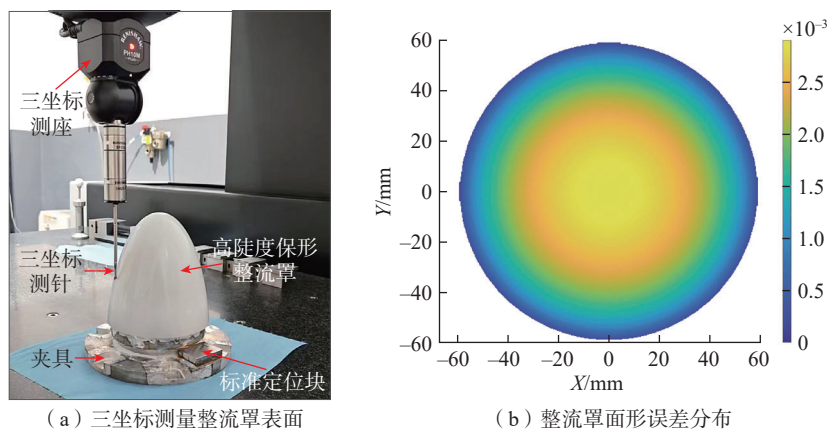 RENISHAW
PH10M
PLUS
三坐标
测座
三坐标
测针
高陡度保形
整流罩
夹具
标准定位块
（a）三坐标测量整流罩表面
×10⁻³
60
40
20
0
–20
–40
–60
Y/mm
–60
–40
–20
0
20
40
60
X/mm
2.5
2.0
1.5
1.0
0.5
0
（b）整流罩面形误差分布